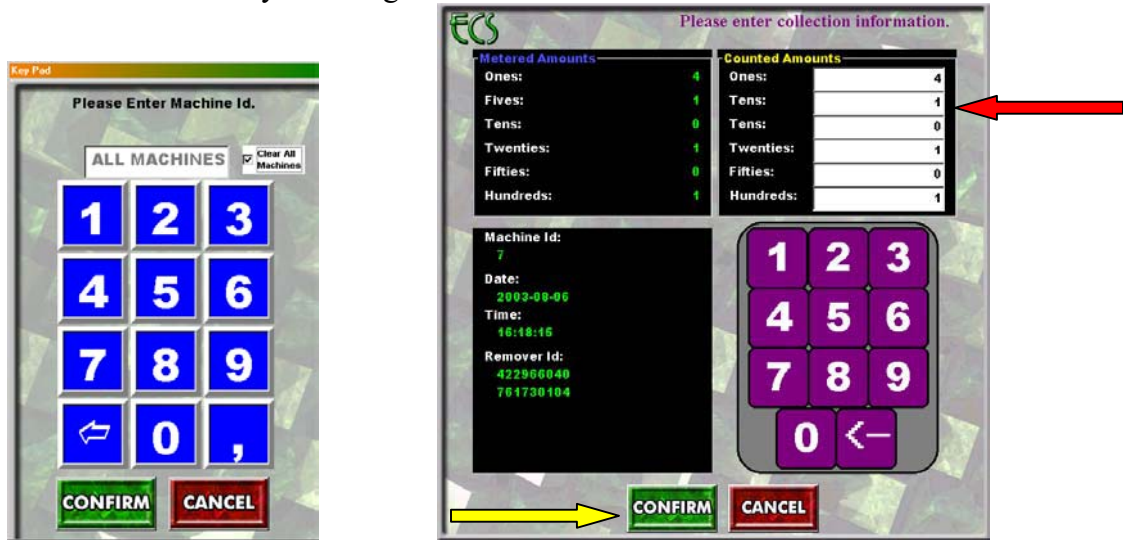 Key Pad
Please Enter Machine Id.
ALL MACHINES
Clear All
Machines
1 2 3
4 5 6
7 8 9
0 ,
CONFIRM CANCEL
ECS
Please enter collection information.
Metered Amounts
Ones: 4
Fives: 1
Tens: 0
Twenties: 1
Fifties: 0
Hundreds: 1
Counted Amounts
Ones: 4
Tens: 1
Tens: 0
Twenties: 1
Fifties: 0
Hundreds: 1
Machine Id:
7
Date:
2003-08-06
Time:
16:18:15
Remover Id:
422966040
761730104
1 2 3
4 5 6
7 8 9
0
CONFIRM CANCEL